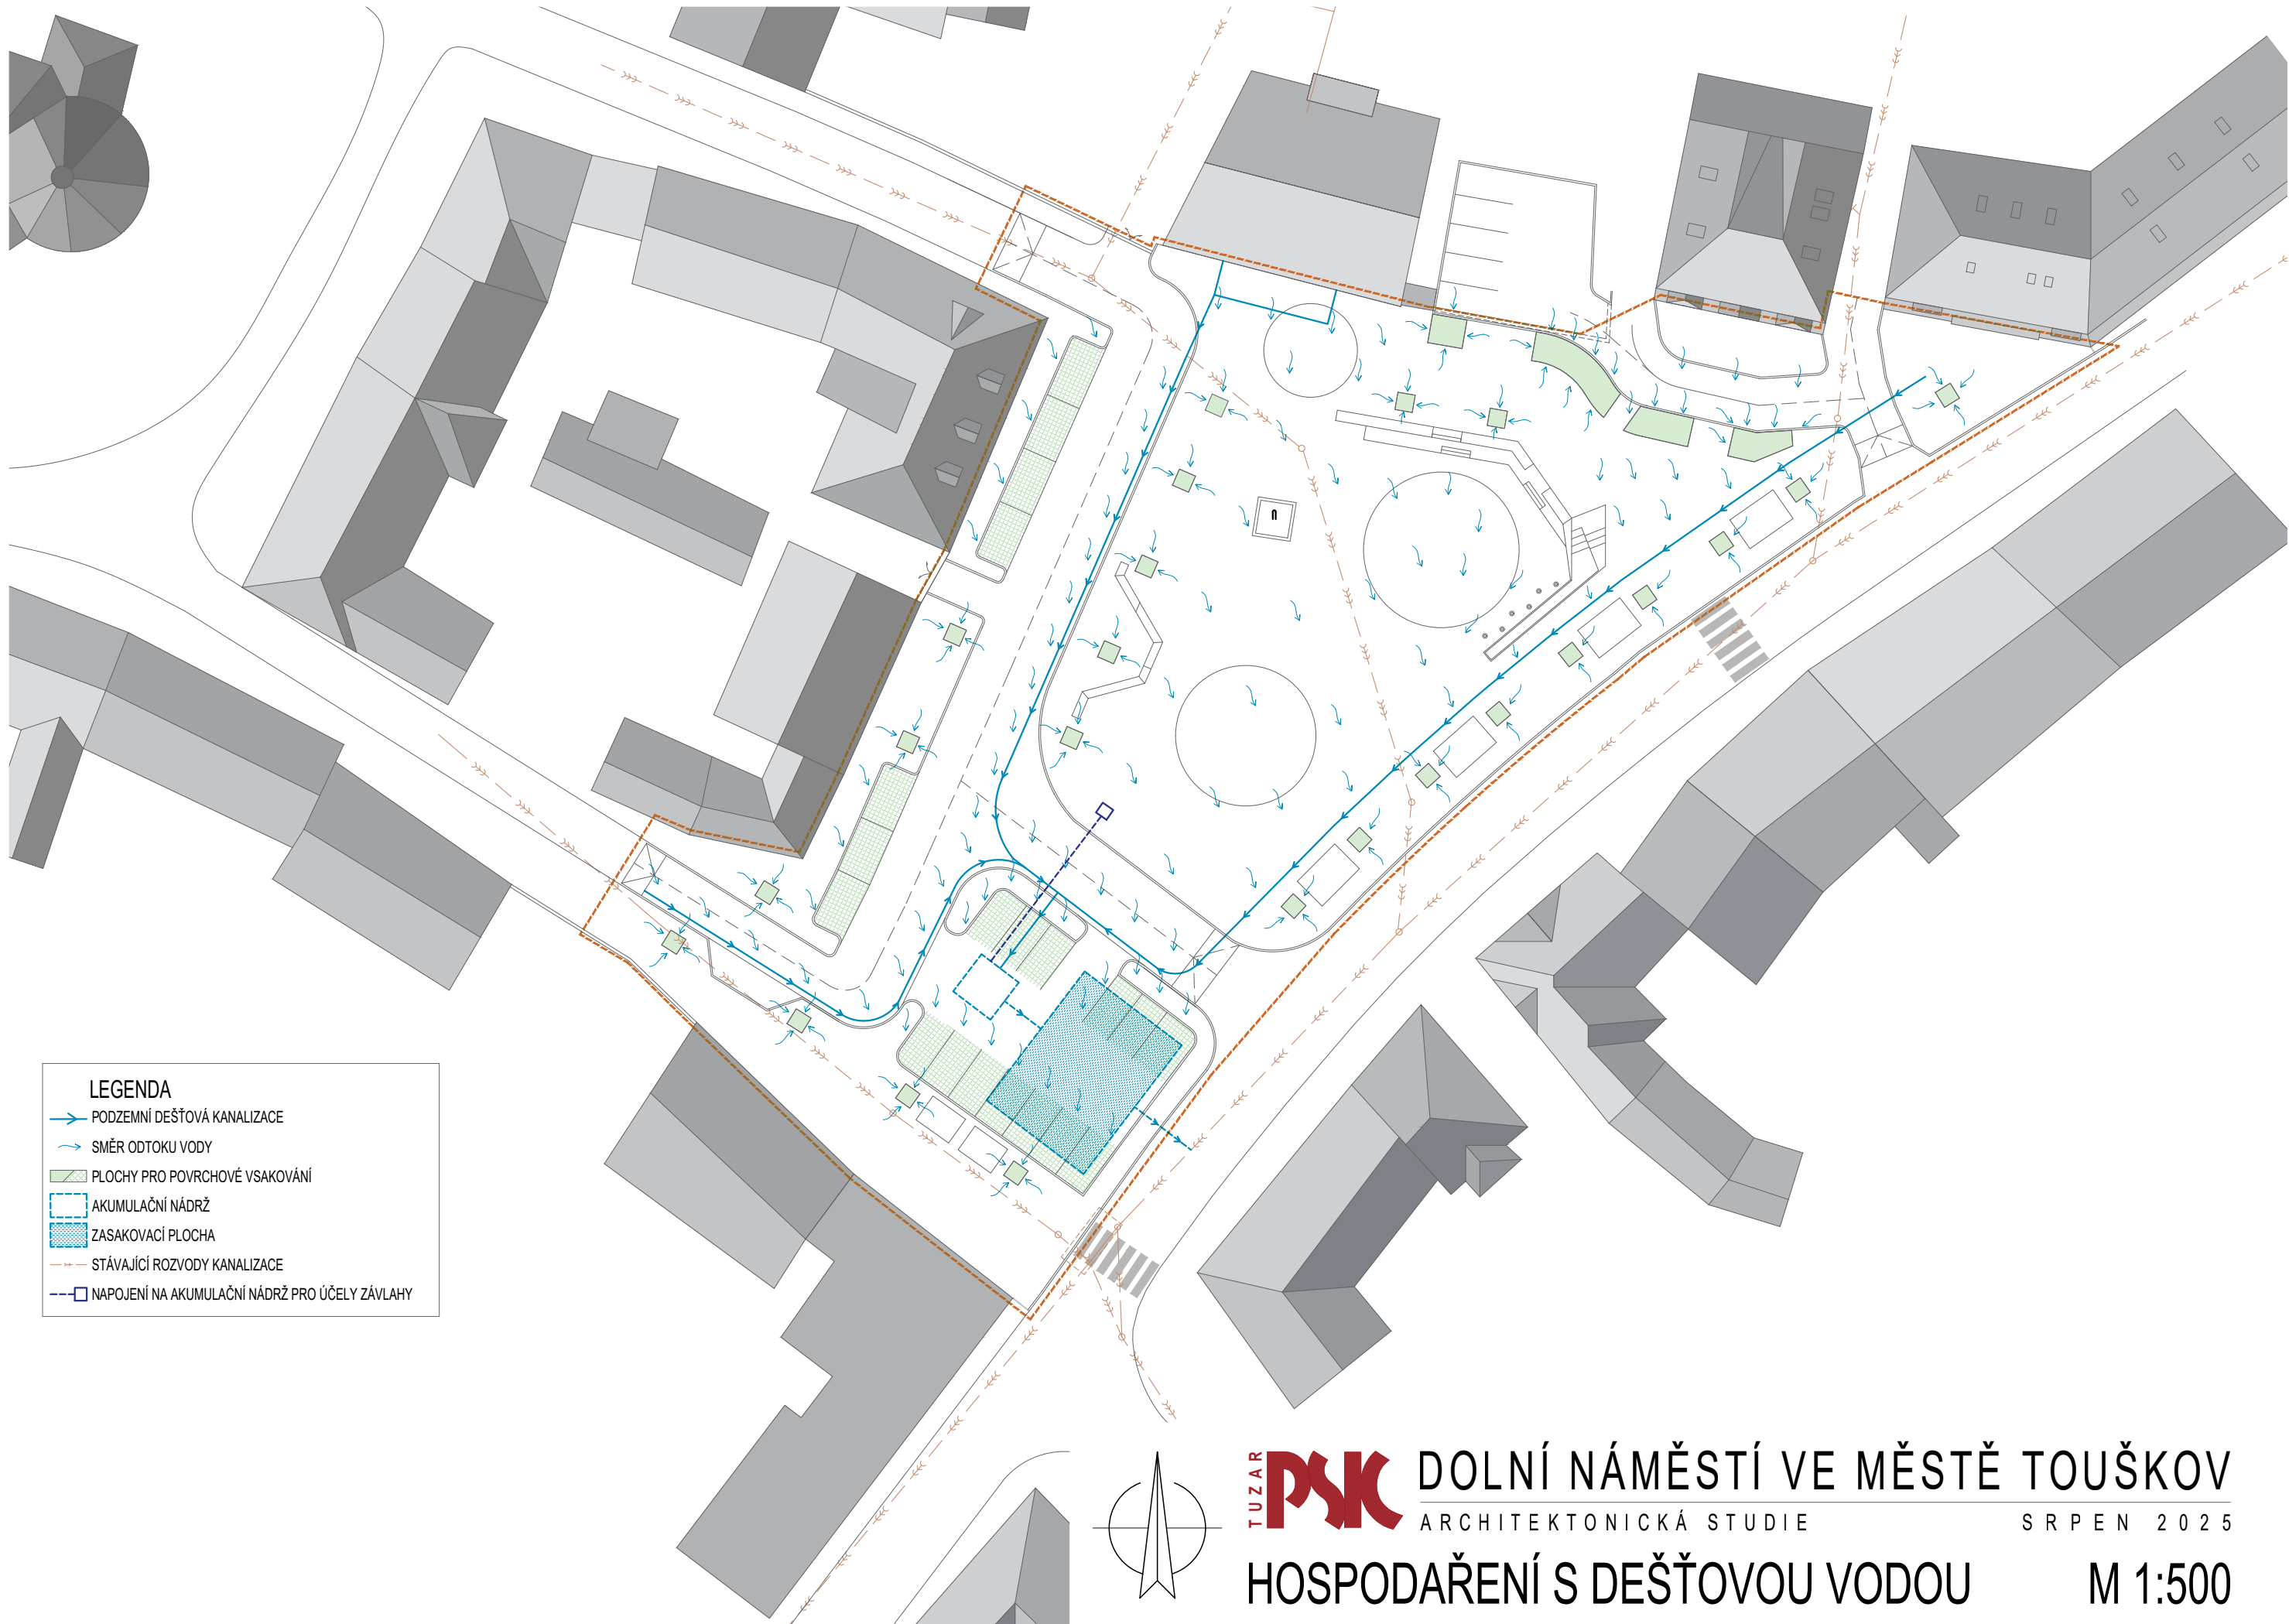 LEGENDA
PODZEMNÍ DEŠŤOVÁ KANALIZACE
SMĚR ODTOKU VODY
PLOCHY PRO POVRCHOVÉ VSAKOVÁNÍ
AKUMULAČNÍ NÁDRŽ
ZASAKOVACÍ PLOCHA
STÁVAJÍCÍ ROZVODY KANALIZACE
NAPOJENÍ NA AKUMULAČNÍ NÁDRŽ PRO ÚČELY ZÁVLAHY
TUZAR
PSK
DOLNÍ NÁMĚSTÍ VE MĚSTĚ TOUŠKOV
ARCHITEKTONICKÁ STUDIE SRPEN 2025
HOSPODAŘENÍ S DEŠŤOVOU VODOU M 1:500